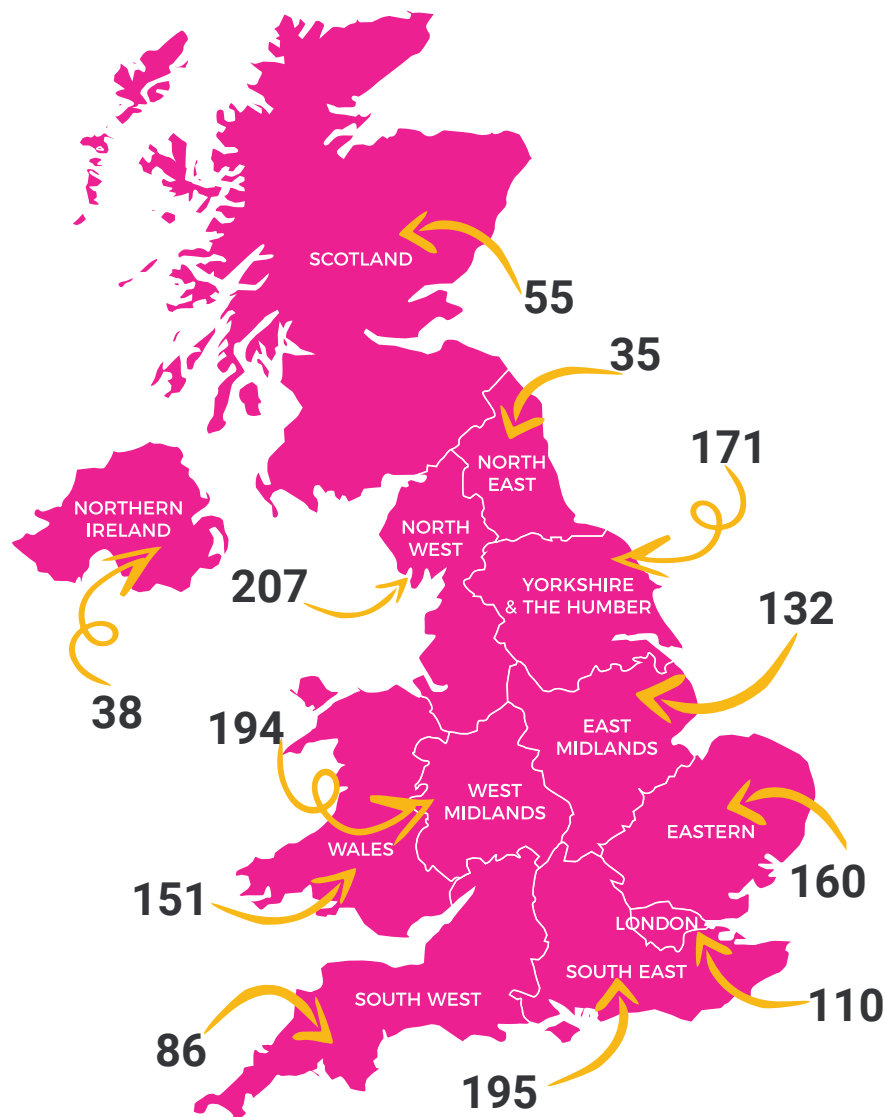 SCOTLAND
55
35
NORTH
EAST
171
NORTHERN
IRELAND
NORTH
WEST
207
YORKSHIRE
& THE HUMBER
132
38
194
EAST
MIDLANDS
WEST
MIDLANDS
EASTERN
WALES
151
160
LONDON
SOUTH EAST
110
SOUTH WEST
86
195